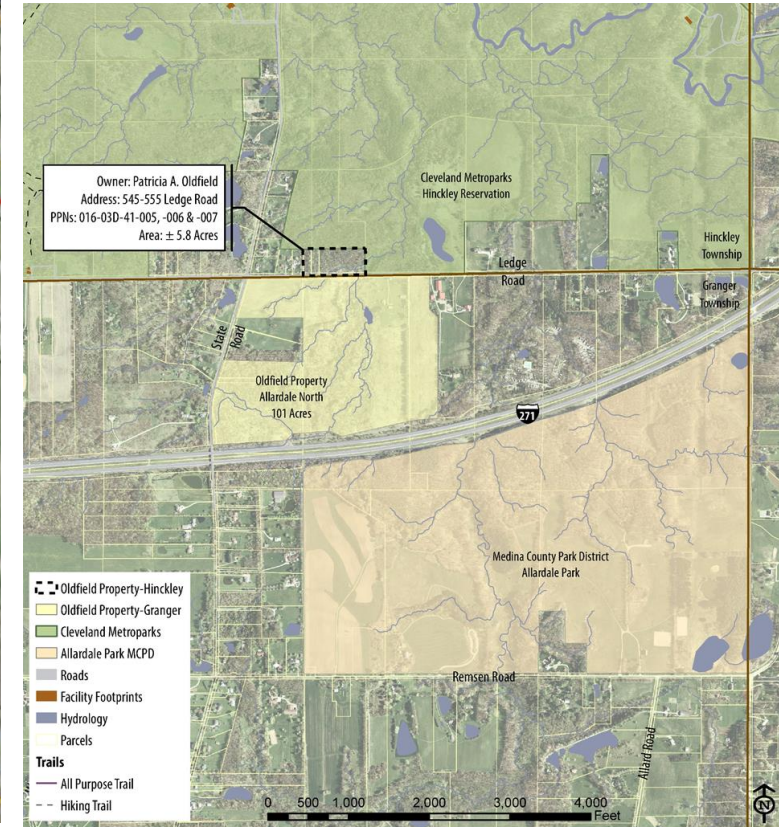 Owner: Patricia A. Oldfield
Address: 545-555 Ledge Road
PPNs: 016-03D-41-005, -006 & -007
Area: ± 5.8 Acres
Cleveland Metroparks
Hinckley Reservation
Hinckley
Township
Ledge
Road
Granger
Township
State
Road
Oldfield Property
Allardale North
101 Acres
271
Medina County Park District
Allardale Park
Remsen Road
Allard Road
Oldfield Property-Hinckley
Oldfield Property-Granger
Cleveland Metroparks
Allardale Park MCPD
Roads
Facility Footprints
Hydrology
Parcels
Trails
All Purpose Trail
Hiking Trail
0 500 1,000 2,000 3,000 4,000
Feet
N